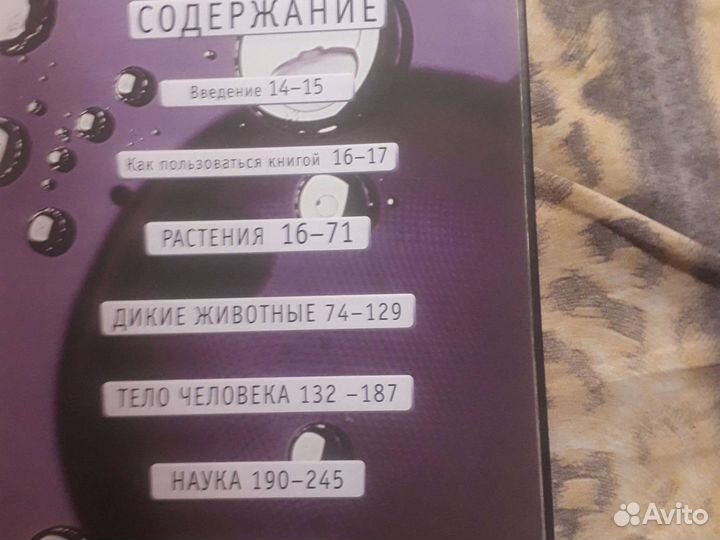 СОДЕРЖАНИЕ
Введение 14–15
Как пользоваться книгой 16–17
РАСТЕНИЯ 16–71
ДИКИЕ ЖИВОТНЫЕ 74–129
ТЕЛО ЧЕЛОВЕКА 132 –187
НАУКА 190–245
Avito